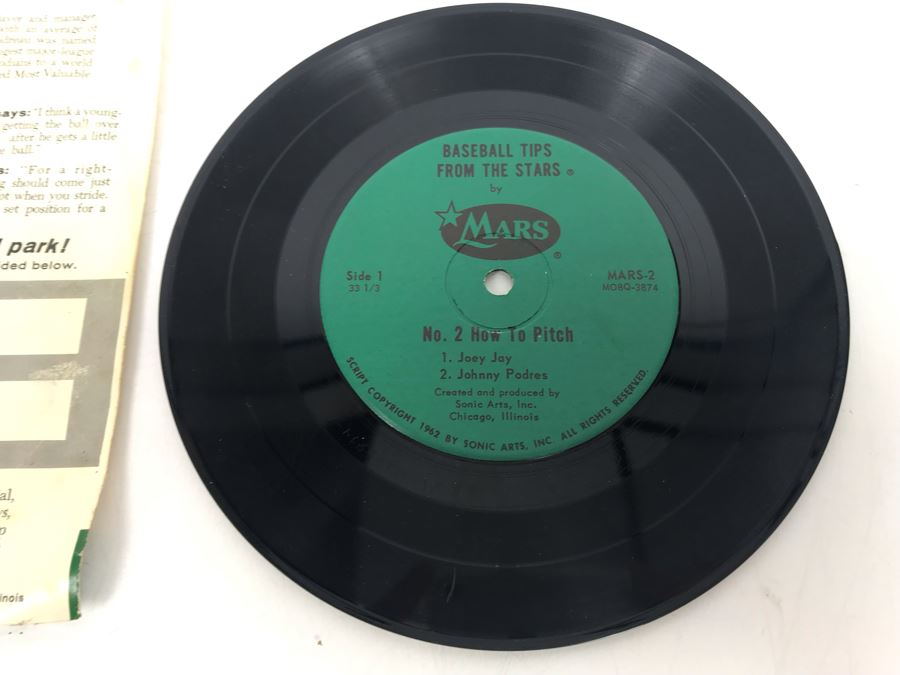 avor and manager
with an average of
was named
major-league
to a world
Most Valuable
says: "I think a young-
getting the ball over
after he gets a little
ball."
s: "For a right-
should come just
when you stride.
set position for a
park!
ded below.
al,
inois
BASEBALL TIPS
FROM THE STARS ®
by
MARS ®
Side 1
33 1/3
MARS-2
MO8Q-3874
No. 2 How To Pitch
1. Joey Jay
2. Johnny Podres
Created and produced by
Sonic Arts, Inc.
Chicago, Illinois
SCRIPT COPYRIGHT 1962 BY SONIC ARTS, INC. ALL RIGHTS RESERVED.